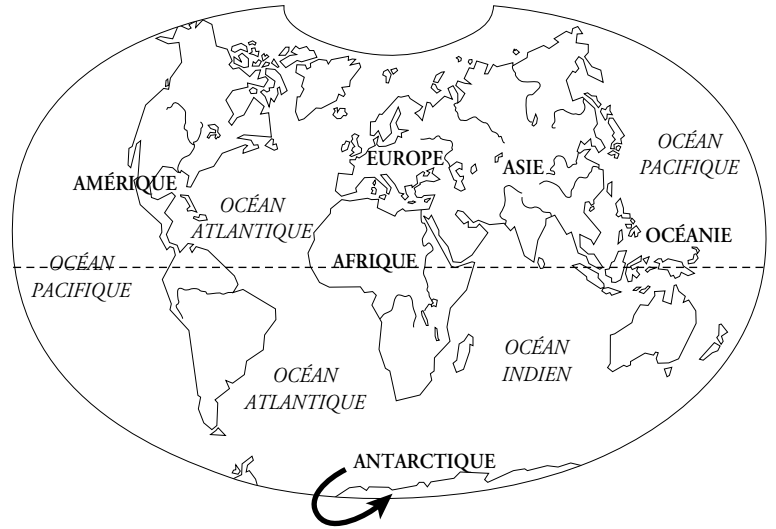 OCÉAN
PACIFIQUE
EUROPE
ASIE
AMÉRIQUE
OCÉAN
ATLANTIQUE
OCÉANIE
AFRIQUE
OCÉAN
PACIFIQUE
OCÉAN
INDIEN
OCÉAN
ATLANTIQUE
ANTARCTIQUE